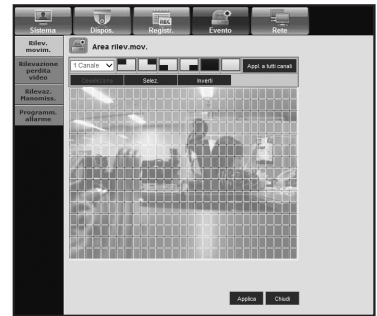 Sistema Dispos. Registr. Evento Rete
Rilev.
movim.
Area rilev.mov.
Rilevazione
perdita
video
1 Canale Appl. a tutti canali
Deselezione Selez. Inverti
Rilevaz.
Manomiss.
Programm.
allarme
Applica Chiudi